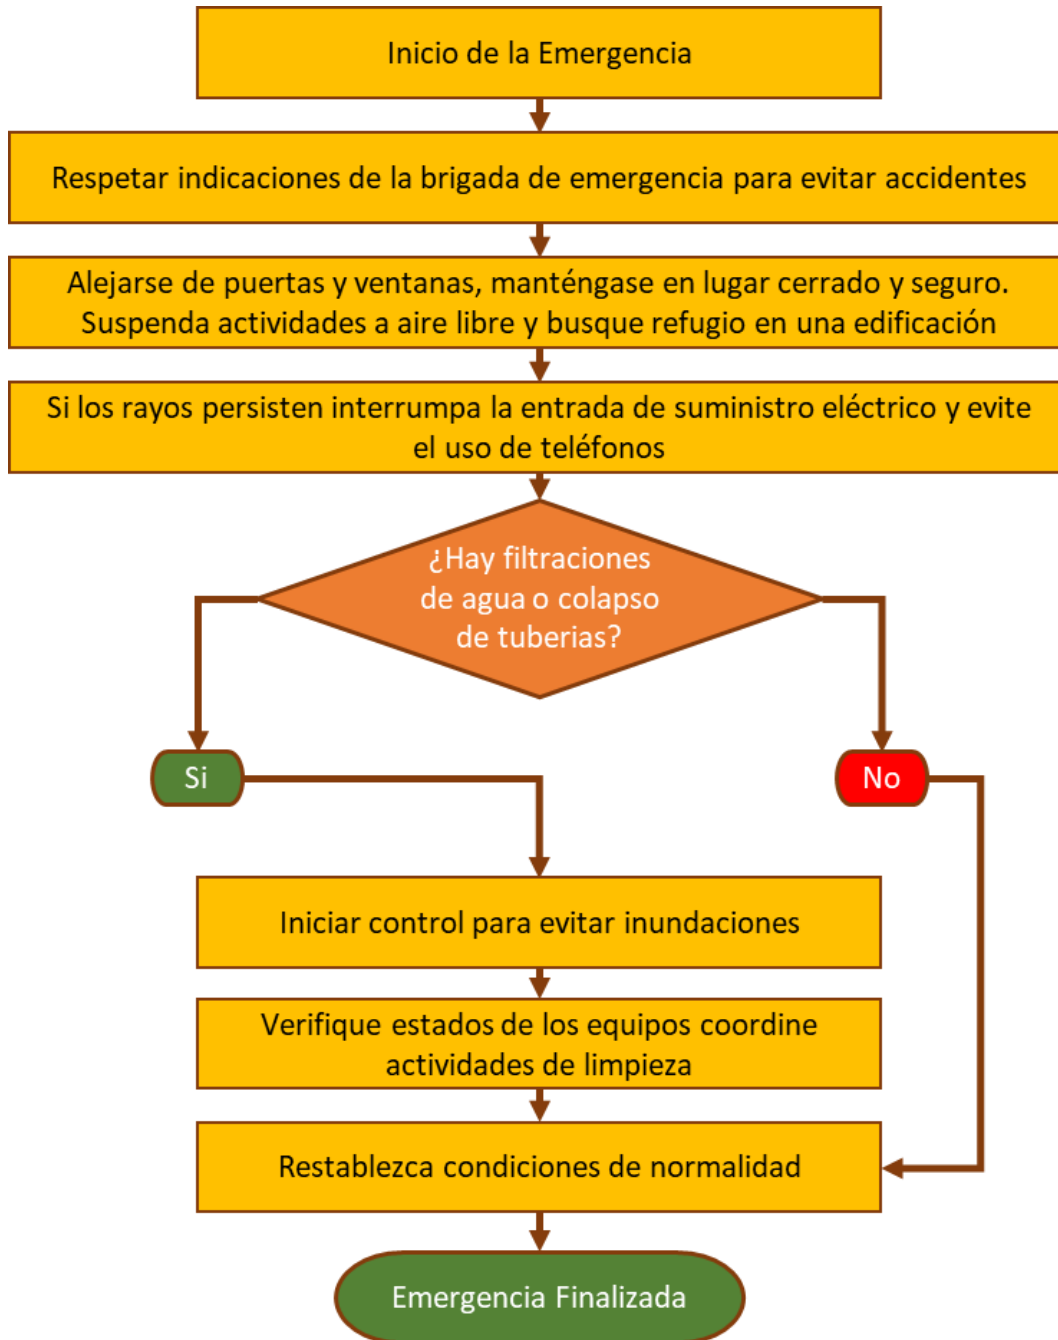 Inicio de la Emergencia
Respetar indicaciones de la brigada de emergencia para evitar accidentes
Alejarse de puertas y ventanas, manténgase en lugar cerrado y seguro.
Suspenda actividades a aire libre y busque refugio en una edificación
Si los rayos persisten interrumpa la entrada de suministro eléctrico y evite
el uso de teléfonos
¿Hay filtraciones
de agua o colapso
de tuberias?
Si
No
Iniciar control para evitar inundaciones
Verifique estados de los equipos coordine
actividades de limpieza
Restablezca condiciones de normalidad
Emergencia Finalizada